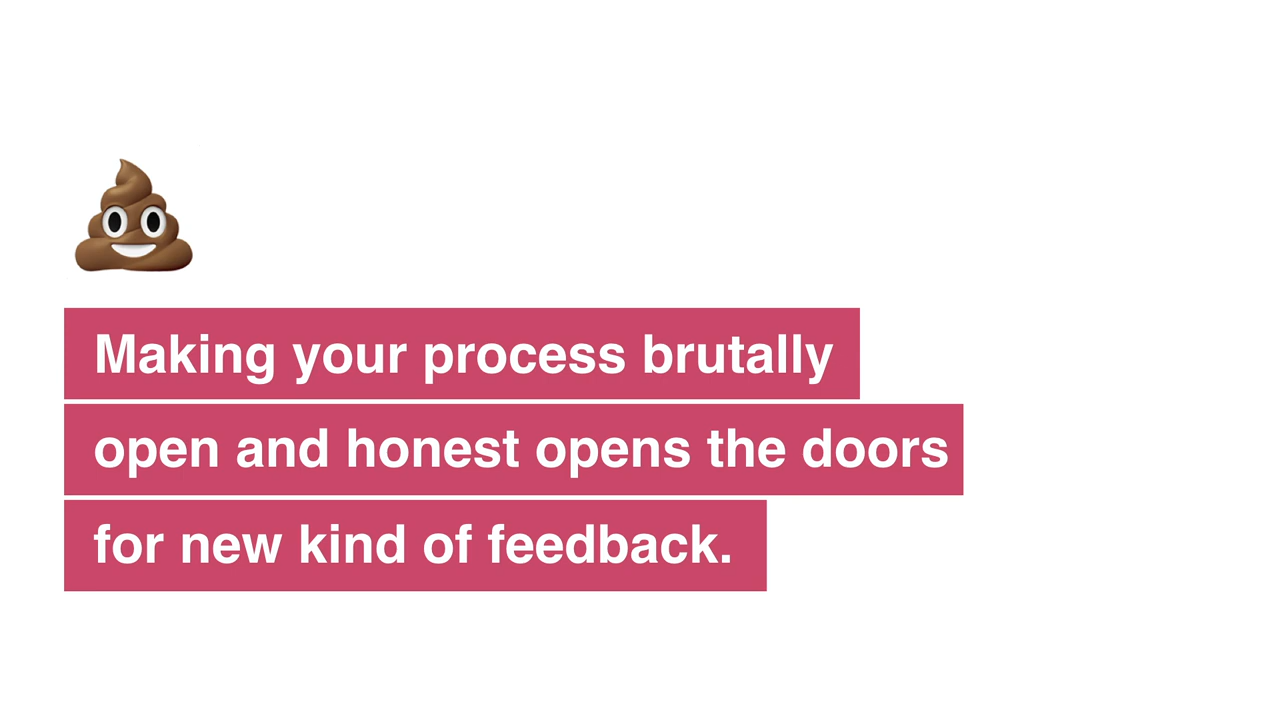 Making your process brutally
open and honest opens the doors
for new kind of feedback.